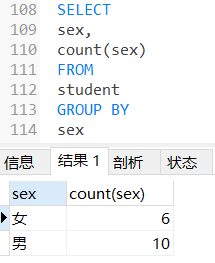 108 SELECT
109 sex,
110 count(sex)
111 FROM
112 student
113 GROUP BY
114 sex
信息 结果 1 剖析 状态
sex count(sex)
女 6
男 10